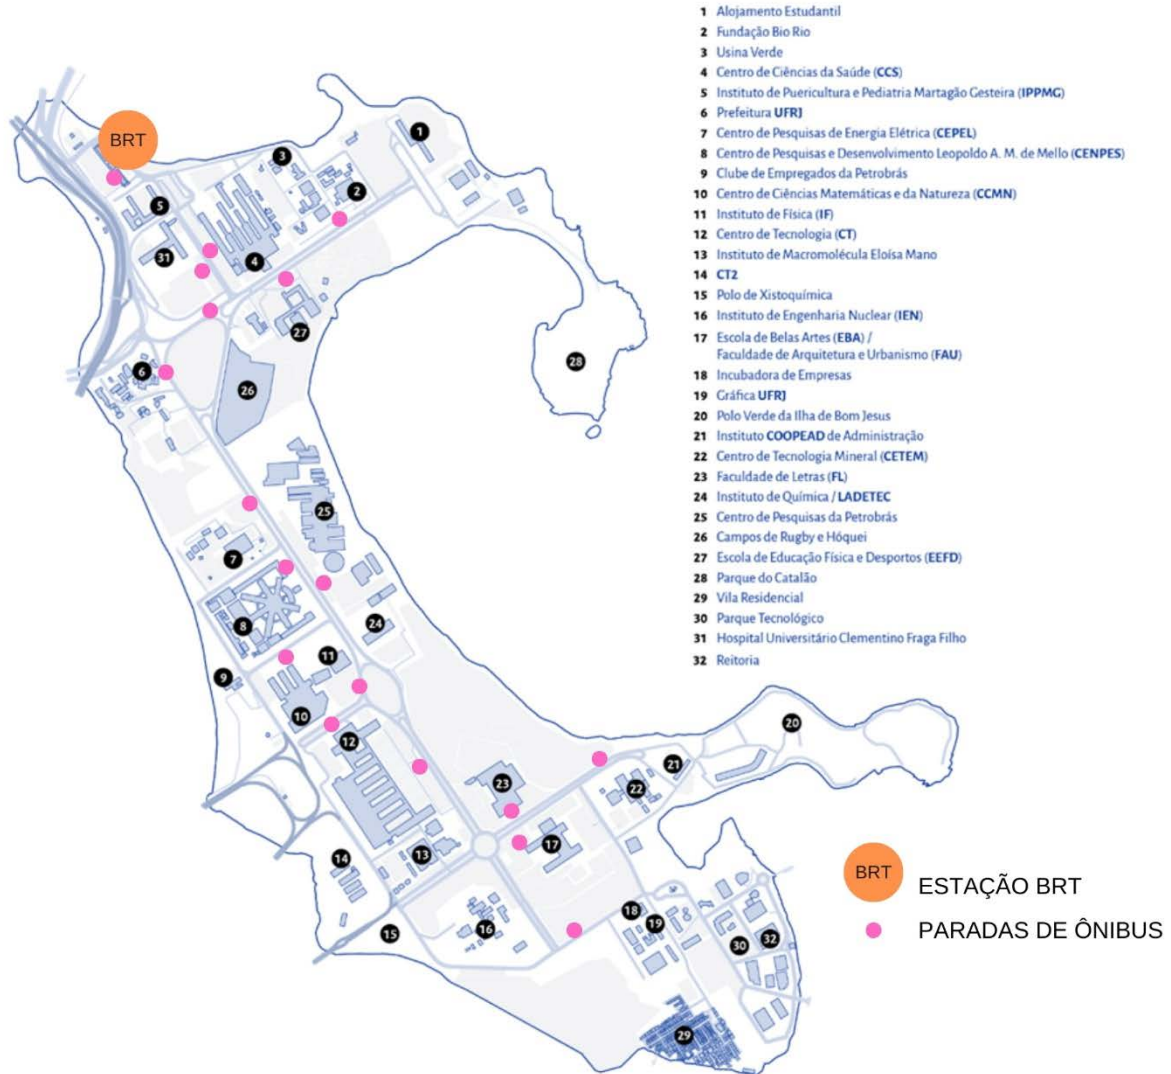 1 Alojamento Estudantil
2 Fundação Bio Rio
3 Usina Verde
4 Centro de Ciências da Saúde (CCS)
5 Instituto de Puericultura e Pediatria Martagão Gesteira (IPPMG)
6 Prefeitura UFRJ
7 Centro de Pesquisas de Energia Elétrica (CEPEL)
8 Centro de Pesquisas e Desenvolvimento Leopoldo A. M. de Mello (CENPES)
9 Clube de Empregados da Petrobrás
10 Centro de Ciências Matemáticas e da Natureza (CCMN)
11 Instituto de Física (IF)
12 Centro de Tecnologia (CT)
13 Instituto de Macromolécula Eloísa Mano
14 CT2
15 Polo de Xistoquímica
16 Instituto de Engenharia Nuclear (IEN)
17 Escola de Belas Artes (EBA) /
Faculdade de Arquitetura e Urbanismo (FAU)
18 Incubadora de Empresas
19 Gráfica UFRJ
20 Polo Verde da Ilha de Bom Jesus
21 Instituto COOPEAD de Administração
22 Centro de Tecnologia Mineral (CETEM)
23 Faculdade de Letras (FL)
24 Instituto de Química / LADETEC
25 Centro de Pesquisas da Petrobrás
26 Campos de Rugby e Hóquei
27 Escola de Educação Física e Desportos (EEFD)
28 Parque do Catalão
29 Vila Residencial
30 Parque Tecnológico
31 Hospital Universitário Clementino Fraga Filho
32 Reitoria
BRT
1
3
2
5
31
4
27
28
6
26
25
7
8
24
11
9
10
12
20
21
23
22
17
13
14
18
19
16
15
30
32
29
BRT ESTAÇÃO BRT
PARADAS DE ÔNIBUS